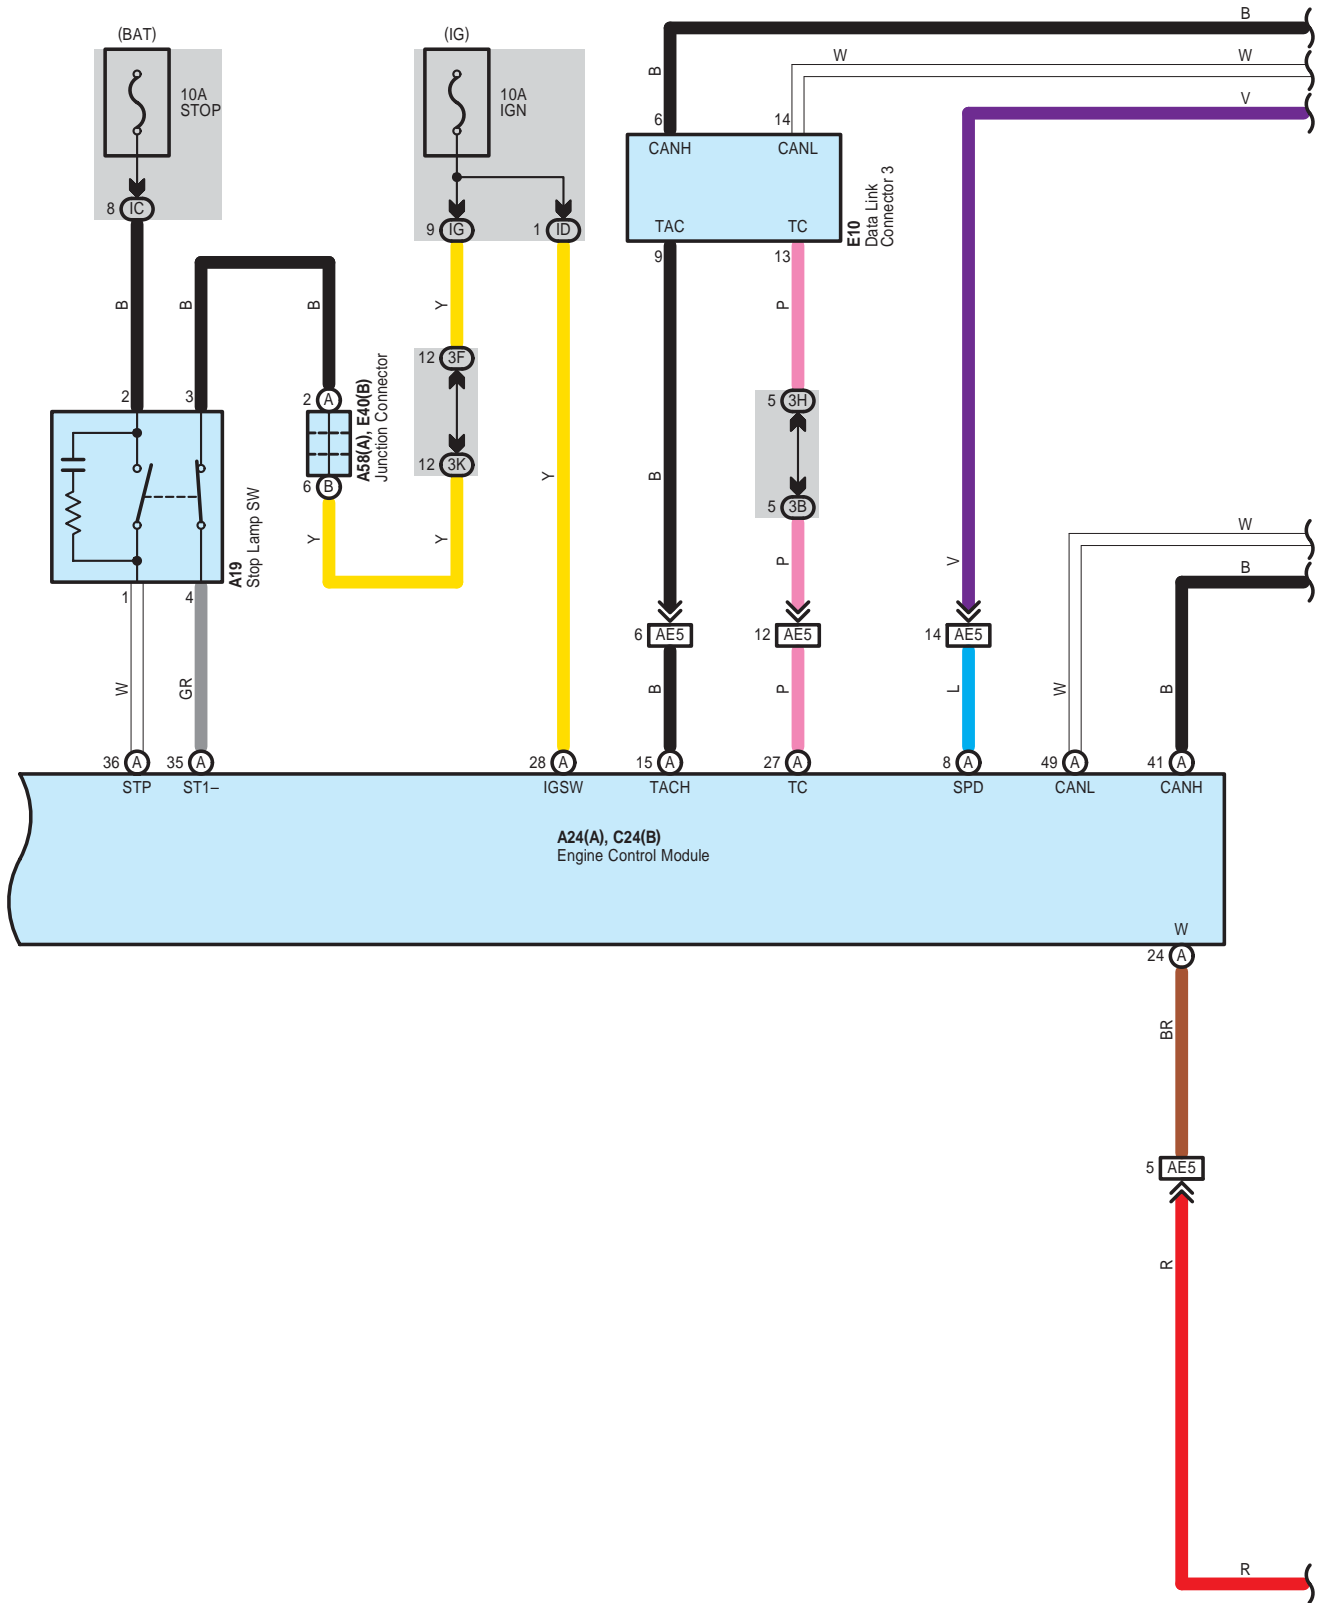 B
(BAT)
(IG)
W
W
B
10A
STOP
10A
IGN
V
6
14
CANH
CANL
E10
Data Link
Connector 3
8 IC
9 IG
1 ID
TAC
TC
9
13
B
B
B
Y
P
12 3F
2
3
2 A
5 3H
A58(A), E40(B)
Junction Connector
12 3K
6 B
Y
B
5 3B
W
Y
Y
A19
Stop Lamp SW
P
V
B
1
4
6 AE5
12 AE5
14 AE5
W
GR
B
P
L
W
B
36 A
35 A
28 A
15 A
27 A
8 A
49 A
41 A
STP
ST1–
IGSW
TACH
TC
SPD
CANL
CANH
A24(A), C24(B)
Engine Control Module
W
24 A
BR
5 AE5
R
R